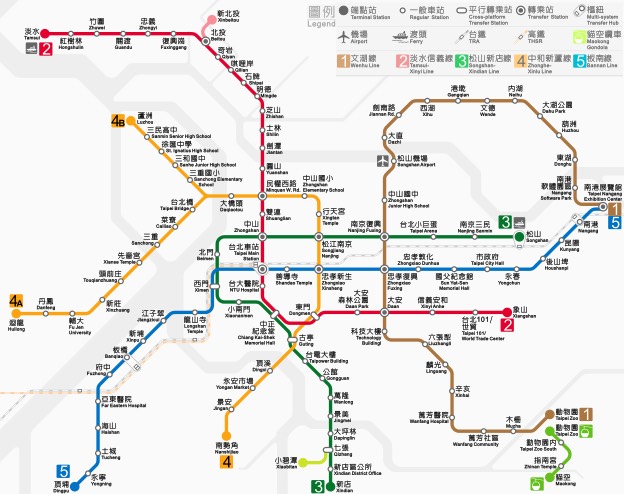 圖例
Legend
端點站
Terminal Station
一般車站
Regular Station
平行轉乘站
Cross-platform
Transfer Station
轉乘站
Transfer Station
樞紐
Multi-system
Transfer Hub
機場
Airport
渡頭
Ferry
台鐵
TRA
高鐵
THSR
貓空纜車
Maokong
Gondola
1 文湖線
Wenhu Line
2 淡水信義線
Tamsui-
Xinyi Line
3 松山新店線
Songshan-
Xindian Line
4 中和新蘆線
Zhonghe-
Xinlu Line
5 板南線
Bannan Line
淡水
Tamsui
2
紅樹林
Hongshulin
竹圍
Zhuwei
關渡
Guandu
忠義
Zhongyi
復興崗
Fuxinggang
新北投
Xinbeitou
北投
Beitou
奇岩
Qiyan
唭哩岸
Qilian
石牌
Shipai
明德
Mingde
芝山
Zhishan
士林
Shilin
劍潭
Jiantan
圓山
Yuanshan
民權西路
Minquan W. Rd.
雙連
Shuanglian
中山
Zhongshan
台北車站
Taipei Main
Station
台大醫院
NTU Hospital
中正
紀念堂
Chiang Kai-Shek
Memorial Hall
東門
Dongmen
大安
森林公園
Daan Park
大安
Daan
信義安和
Xinyi Anhe
台北101/
世貿
Taipei 101/
World Trade Center
象山
Xiangshan
2
4B
蘆洲
Luzhou
三民高中
Sanmin Senior High School
徐匯中學
St. Ignatius High School
三和國中
Sanhe Junior High School
三重國小
Sanchong Elementary
School
大橋頭
Daqiaotou
台北橋
Taipei Bridge
菜寮
Cailiao
三重
Sanchong
先嗇宮
Xianse Temple
頭前庄
Touqianzhuang
新莊
Xinzhuang
輔大
Fu Jen
University
丹鳳
Danfeng
4A
迴龍
Huilong
中山國小
Zhongshan
Elementary School
行天宮
Xingtian
Temple
松江南京
Songjiang
Nanjing
忠孝新生
Zhongxiao
Xinsheng
古亭
Guting
頂溪
Dingxi
永安市場
Yongan Market
景安
Jingan
南勢角
Nanshijiao
4
港墘
Gangqian
文德
Wende
內湖
Neihu
大湖公園
Dahu Park
葫洲
Huzhou
東湖
Donghu
南港
軟體園區
Nangang
Software Park
南港展覽館
Taipei Nangang
Exhibition Center
1
5
西湖
Xihu
劍南路
Jiannan Rd.
大直
Dazhi
松山機場
Songshan Airport
中山國中
Zhongshan
Junior High School
南京復興
Nanjing Fuxing
忠孝復興
Zhongxiao
Fuxing
科技大樓
Technology
Building
六張犁
Liuzhangli
麟光
Linguang
辛亥
Xinhai
萬芳醫院
Wanfang Hospital
萬芳社區
Wanfang Community
木柵
Muzha
動物園
Taipei Zoo
1
動物園
Taipei Zoo
動物園內
Taipei Zoo South
指南宮
Zhinan Temple
貓空
Maokong
台北小巨蛋
Taipei Arena
南京三民
Nanjing Sanmin
3
松山
Songshan
北門
Beimen
西門
Ximen
小南門
Xiaonanmen
台電大樓
Taipower Building
公館
Gongguan
萬隆
Wanlong
景美
Jingmei
大坪林
Dapinglin
七張
Qizhang
小碧潭
Xiaobitan
新店區公所
Xindian District Office
3
新店
Xindian
南港
Nangang
昆陽
Kunyang
後山埤
Houshanpi
永春
Yongchun
市政府
Taipei City Hall
國父紀念館
Sun Yat-Sen
Memorial Hall
忠孝敦化
Zhongxiao Dunhua
善導寺
Shandao Temple
龍山寺
Longshan
Temple
江子翠
Jiangzicui
新埔
Xinpu
板橋
Banqiao
府中
Fuzhong
亞東醫院
Far Eastern Hospital
海山
Haishan
土城
Tucheng
永寧
Yongning
5
頂埔
Dingpu